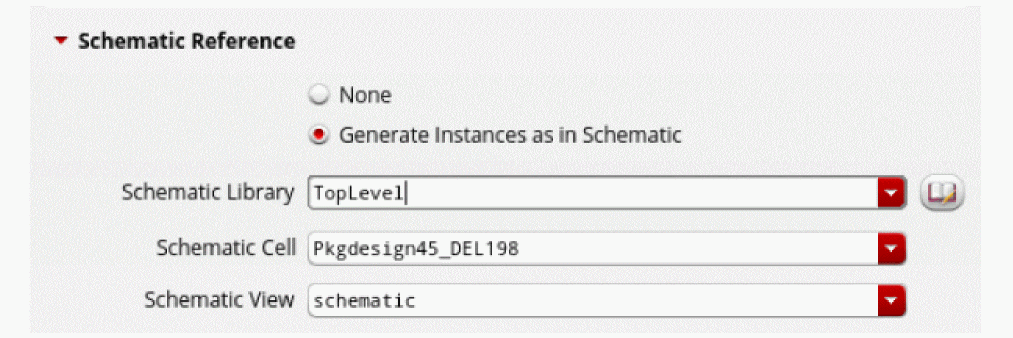 Schematic Reference
None
Generate Instances as in Schematic
Schematic Library TopLevel
Schematic Cell Pkgdesign45_DEL198
Schematic View schematic